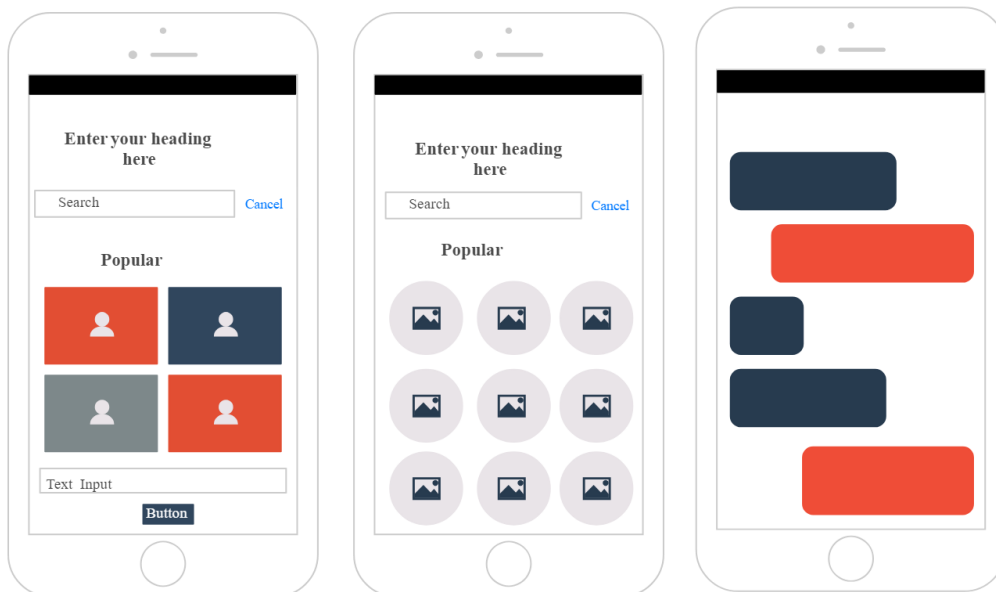 Enter your heading
here
Search
Cancel
Popular
Text Input
Button
Enter your heading
here
Search
Cancel
Popular